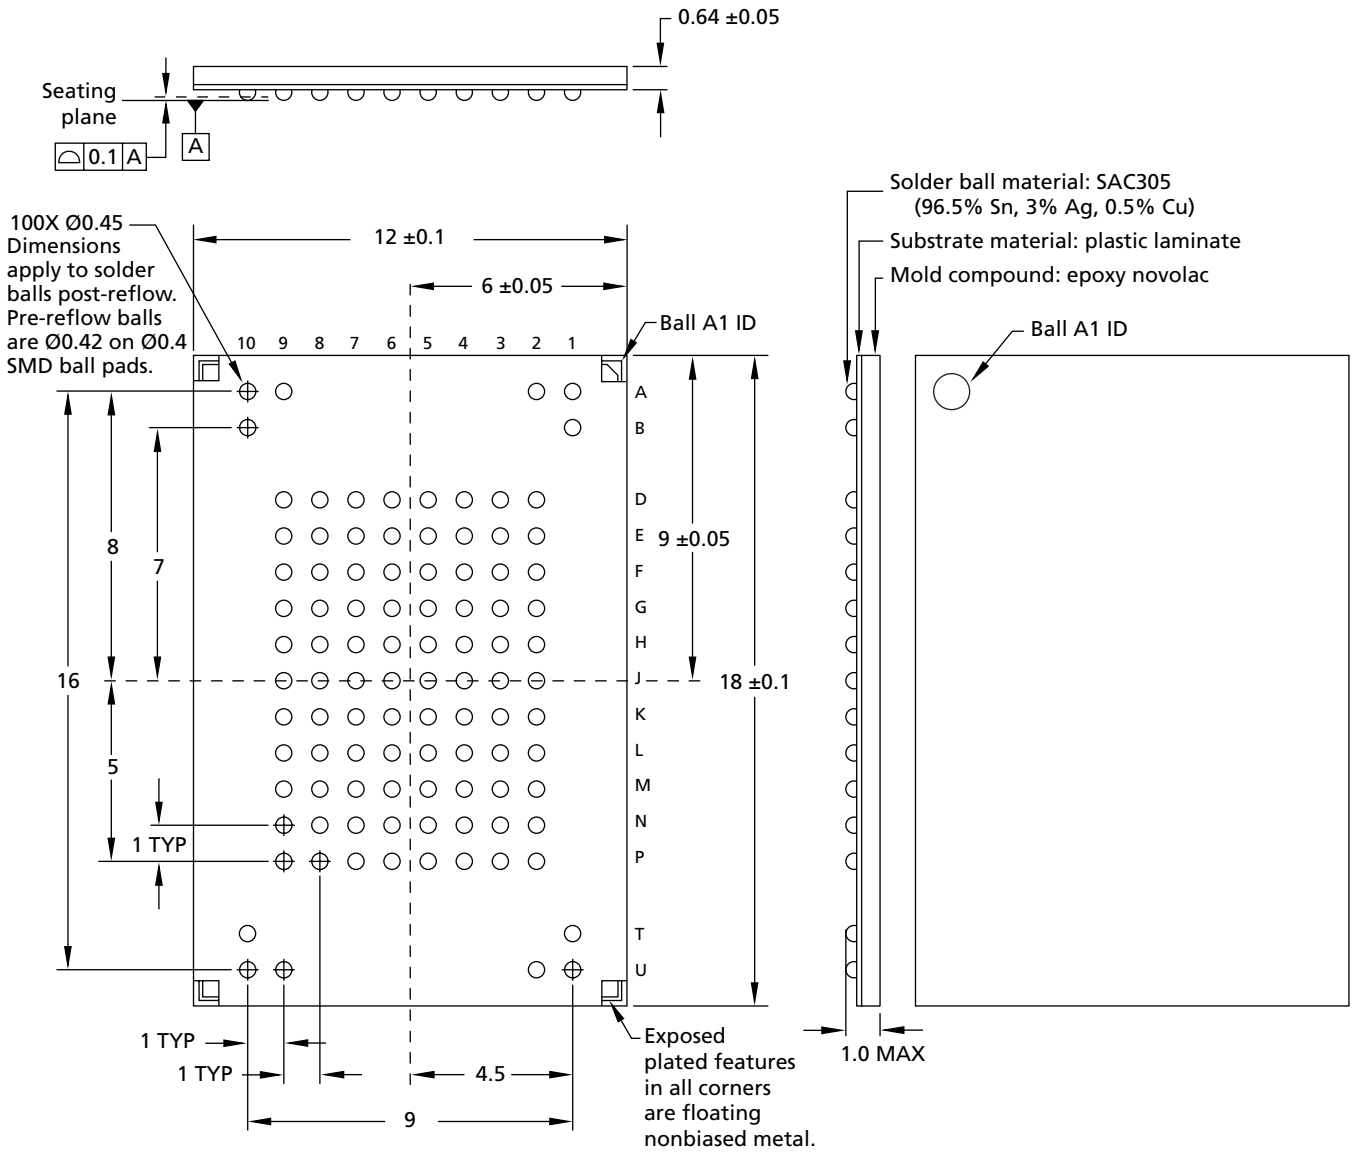 0.64 ±0.05
Seating
plane
A
0.1 A
Solder ball material: SAC305
(96.5% Sn, 3% Ag, 0.5% Cu)
100X Ø0.45
Dimensions
apply to solder
balls post-reflow.
Pre-reflow balls
are Ø0.42 on Ø0.4
SMD ball pads.
12 ±0.1
Substrate material: plastic laminate
Mold compound: epoxy novolac
6 ±0.05
Ball A1 ID
Ball A1 ID
10 9 8 7 6 5 4 3 2 1
A
B
D
E
F
G
H
J
K
L
M
N
P
T
U
9 ±0.05
8
7
16
18 ±0.1
5
1 TYP
1 TYP
1 TYP
4.5
9
1.0 MAX
Exposed
plated features
in all corners
are floating
nonbiased metal.